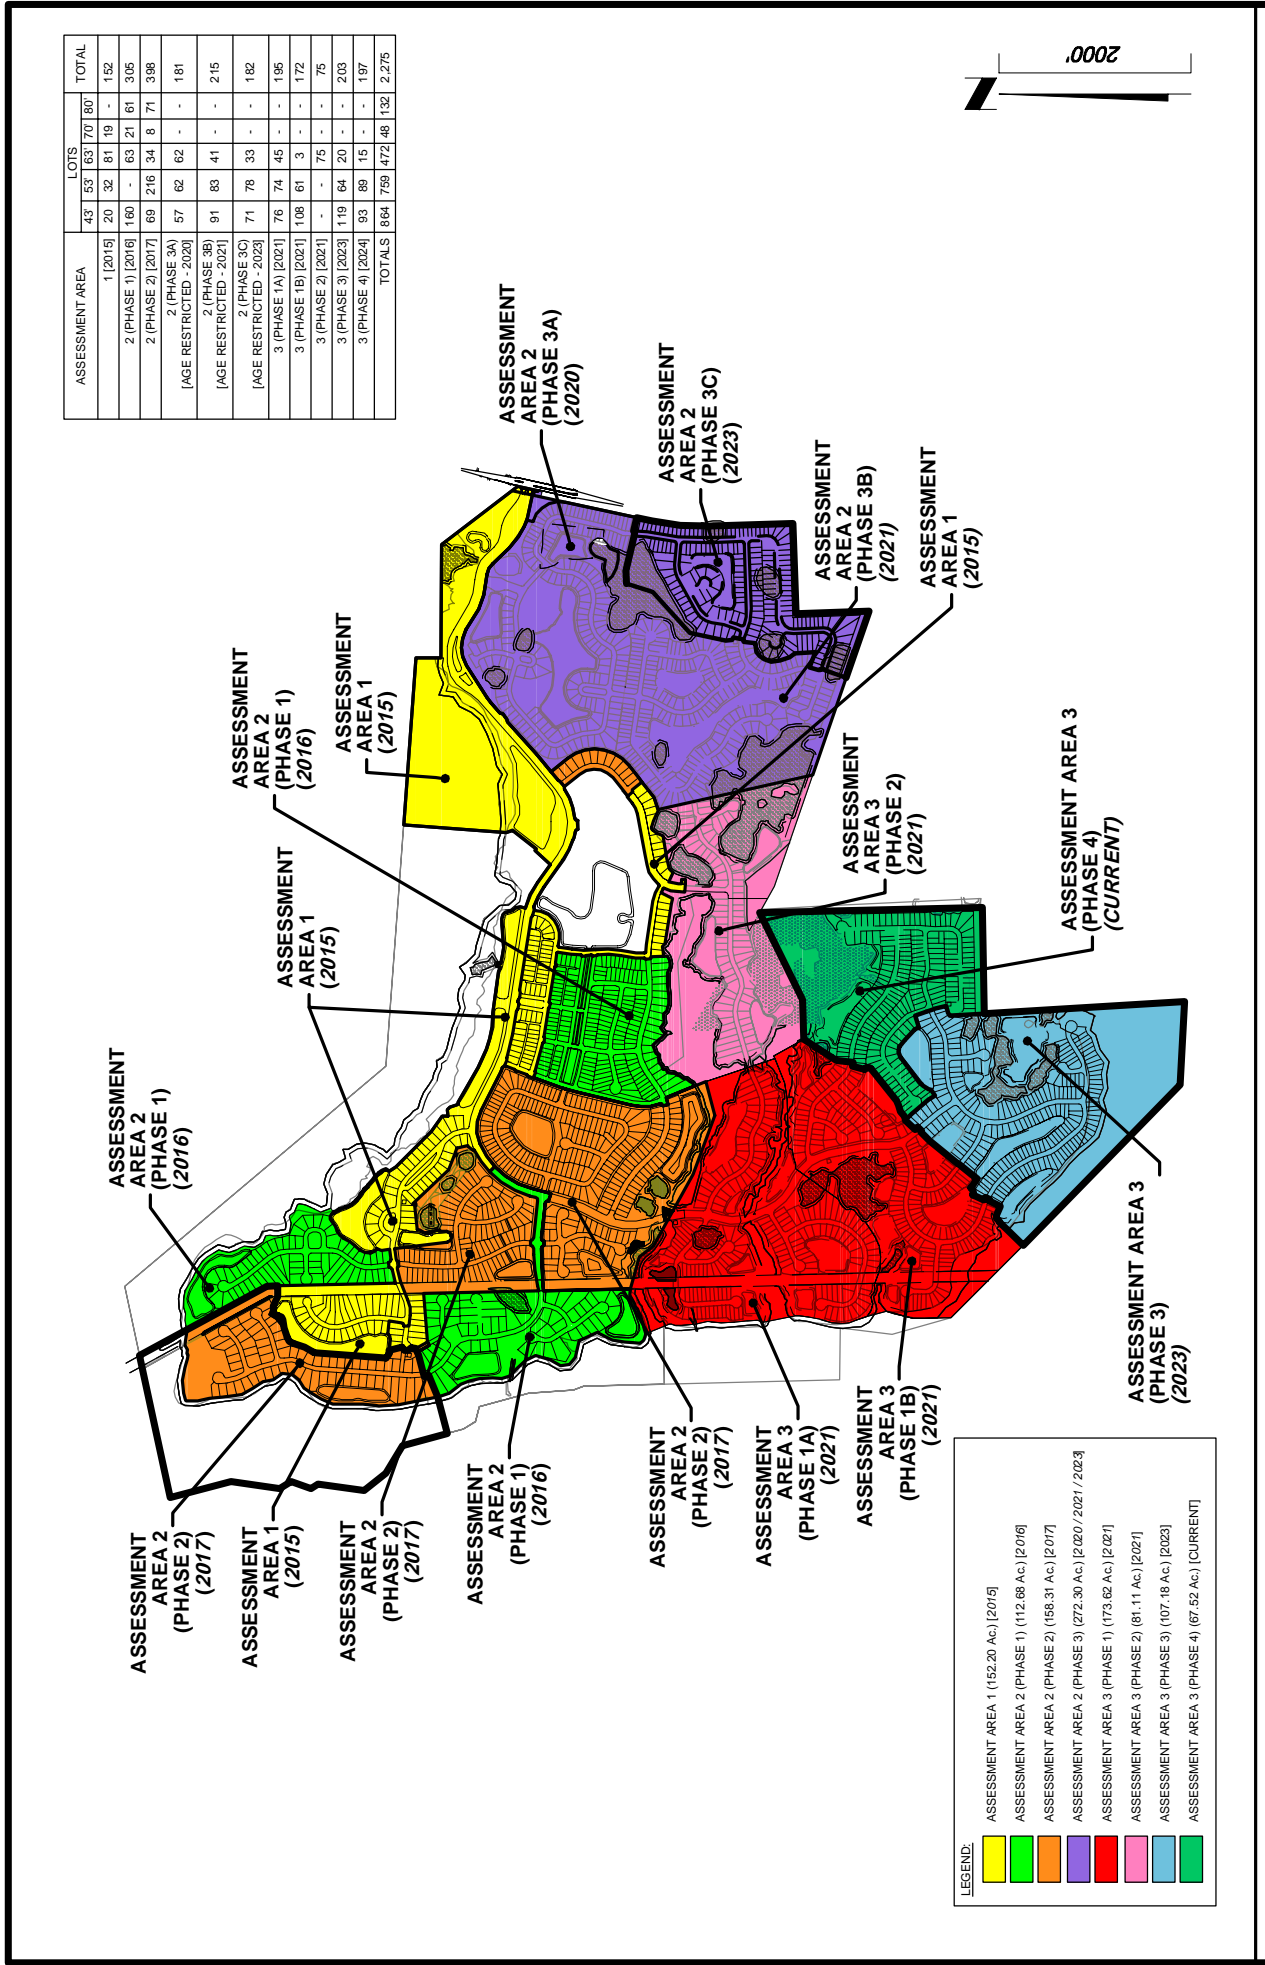 ASSESSMENT AREA LOTS TOTAL
43' 53' 63' 70' 80'
1 [2015] 20 32 81 19 - 152
2 (PHASE 1) [2016] 160 - 63 21 61 305
2 (PHASE 2) [2017] 69 216 34 8 71 398
2 (PHASE 3A)
[AGE RESTRICTED - 2020] 57 62 62 - - 181
2 (PHASE 3B)
[AGE RESTRICTED - 2021] 91 83 41 - - 215
2 (PHASE 3C)
[AGE RESTRICTED - 2023] 71 78 33 - - 182
3 (PHASE 1A) [2021] 76 74 45 - - 195
3 (PHASE 1B) [2021] 108 61 3 - - 172
3 (PHASE 2) [2021] - - 75 - - 75
3 (PHASE 3) [2023] 119 64 20 - - 203
3 (PHASE 4) [2024] 93 89 15 - - 197
TOTALS 864 759 472 48 132 2,275
N
2000'
ASSESSMENT
AREA 2
(PHASE 2)
(2017)
ASSESSMENT
AREA 1
(2015)
ASSESSMENT
AREA 2
(PHASE 2)
(2017)
ASSESSMENT
AREA 2
(PHASE 1)
(2016)
ASSESSMENT
AREA 2
(PHASE 2)
(2017)
ASSESSMENT
AREA 3
(PHASE 1A)
(2021)
ASSESSMENT
AREA 3
(PHASE 1B)
(2021)
ASSESSMENT
AREA 2
(PHASE 1)
(2016)
ASSESSMENT
AREA 1
(2015)
ASSESSMENT
AREA 2
(PHASE 1)
(2016)
ASSESSMENT
AREA 1
(2015)
ASSESSMENT
AREA 2
(PHASE 3A)
(2020)
ASSESSMENT
AREA 2
(PHASE 3C)
(2023)
ASSESSMENT
AREA 2
(PHASE 3B)
(2021)
ASSESSMENT
AREA 1
(2015)
ASSESSMENT
AREA 3
(PHASE 2)
(2021)
ASSESSMENT AREA 3
(PHASE 4)
(CURRENT)
ASSESSMENT AREA 3
(PHASE 3)
(2023)
LEGEND:
ASSESSMENT AREA 1 (152.20 Ac.) [2015]
ASSESSMENT AREA 2 (PHASE 1) (112.68 Ac.) [2016]
ASSESSMENT AREA 2 (PHASE 2) (158.31 Ac.) [2017]
ASSESSMENT AREA 2 (PHASE 3) (272.30 Ac.) [2020 / 2021 / 2023]
ASSESSMENT AREA 3 (PHASE 1) (173.62 Ac.) [2021]
ASSESSMENT AREA 3 (PHASE 2) (81.11 Ac.) [2021]
ASSESSMENT AREA 3 (PHASE 3) (107.18 Ac.) [2023]
ASSESSMENT AREA 3 (PHASE 4) (67.52 Ac.) [CURRENT]